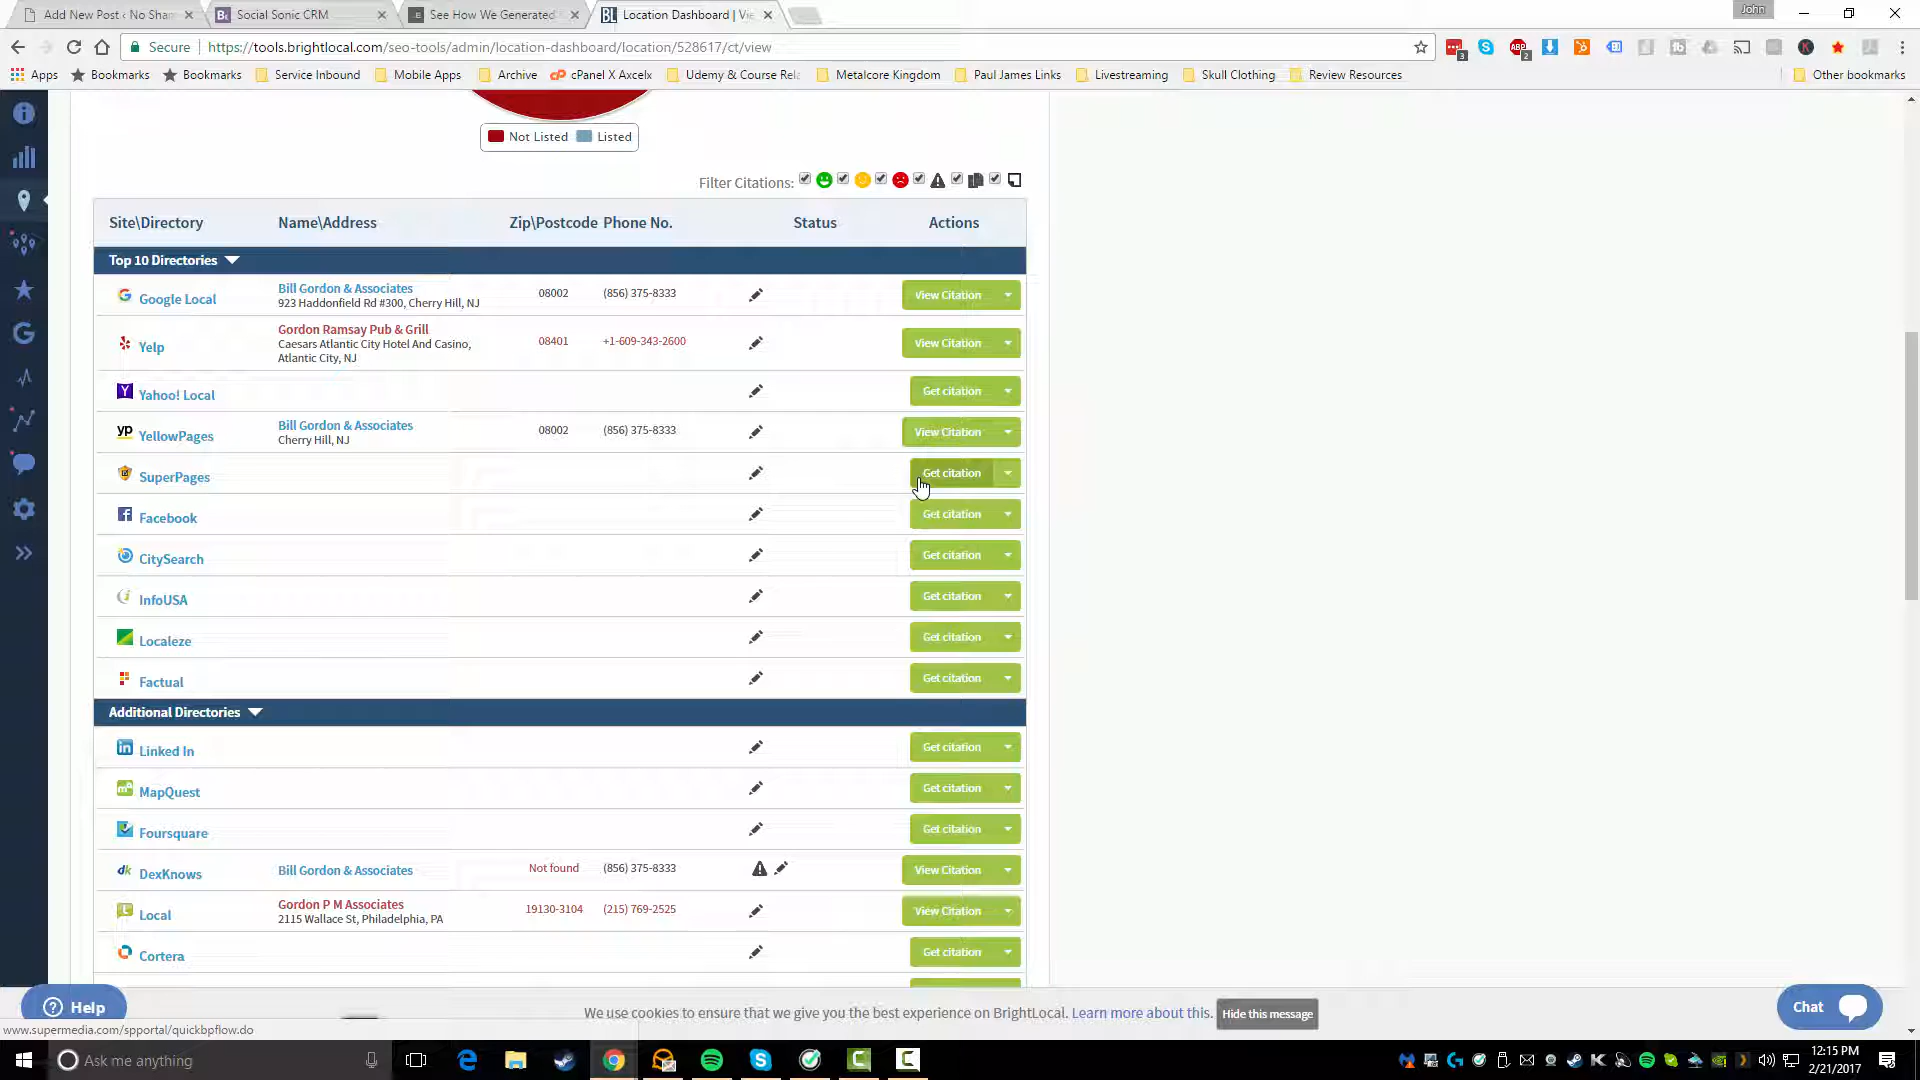 Add New Post ‹ No Sham
Social Sonic CRM
See How We Generated
Location Dashboard | Vie
John
Secure
https://tools.brightlocal.com/seo-tools/admin/location-dashboard/location/528617/ct/view
Apps
Bookmarks
Bookmarks
Service Inbound
Mobile Apps
Archive
cPanel X Axcelx
Udemy & Course Rela
Metalcore Kingdom
Paul James Links
Livestreaming
Skull Clothing
Review Resources
Other bookmarks
Not Listed
Listed
Filter Citations:
Site\Directory Name\Address Zip\Postcode Phone No. Status Actions
Top 10 Directories
Google Local
Bill Gordon & Associates
923 Haddonfield Rd #300, Cherry Hill, NJ
08002
(856) 375-8333
View Citation
Yelp
Gordon Ramsay Pub & Grill
Caesars Atlantic City Hotel And Casino,
Atlantic City, NJ
08401
+1-609-343-2600
View Citation
Yahoo! Local
Get citation
YellowPages
Bill Gordon & Associates
Cherry Hill, NJ
08002
(856) 375-8333
View Citation
SuperPages
Get citation
Facebook
Get citation
CitySearch
Get citation
InfoUSA
Get citation
Localeze
Get citation
Factual
Get citation
Additional Directories
Linked In
Get citation
MapQuest
Get citation
Foursquare
Get citation
DexKnows
Bill Gordon & Associates
Not found
(856) 375-8333
View Citation
Local
Gordon P M Associates
2115 Wallace St, Philadelphia, PA
19130-3104
(215) 769-2525
View Citation
Cortera
Get citation
Help
We use cookies to ensure that we give you the best experience on BrightLocal. Learn more about this.
Hide this message
Chat
www.supermedia.com/spportal/quickbpflow.do
Ask me anything
12:15 PM
2/21/2017